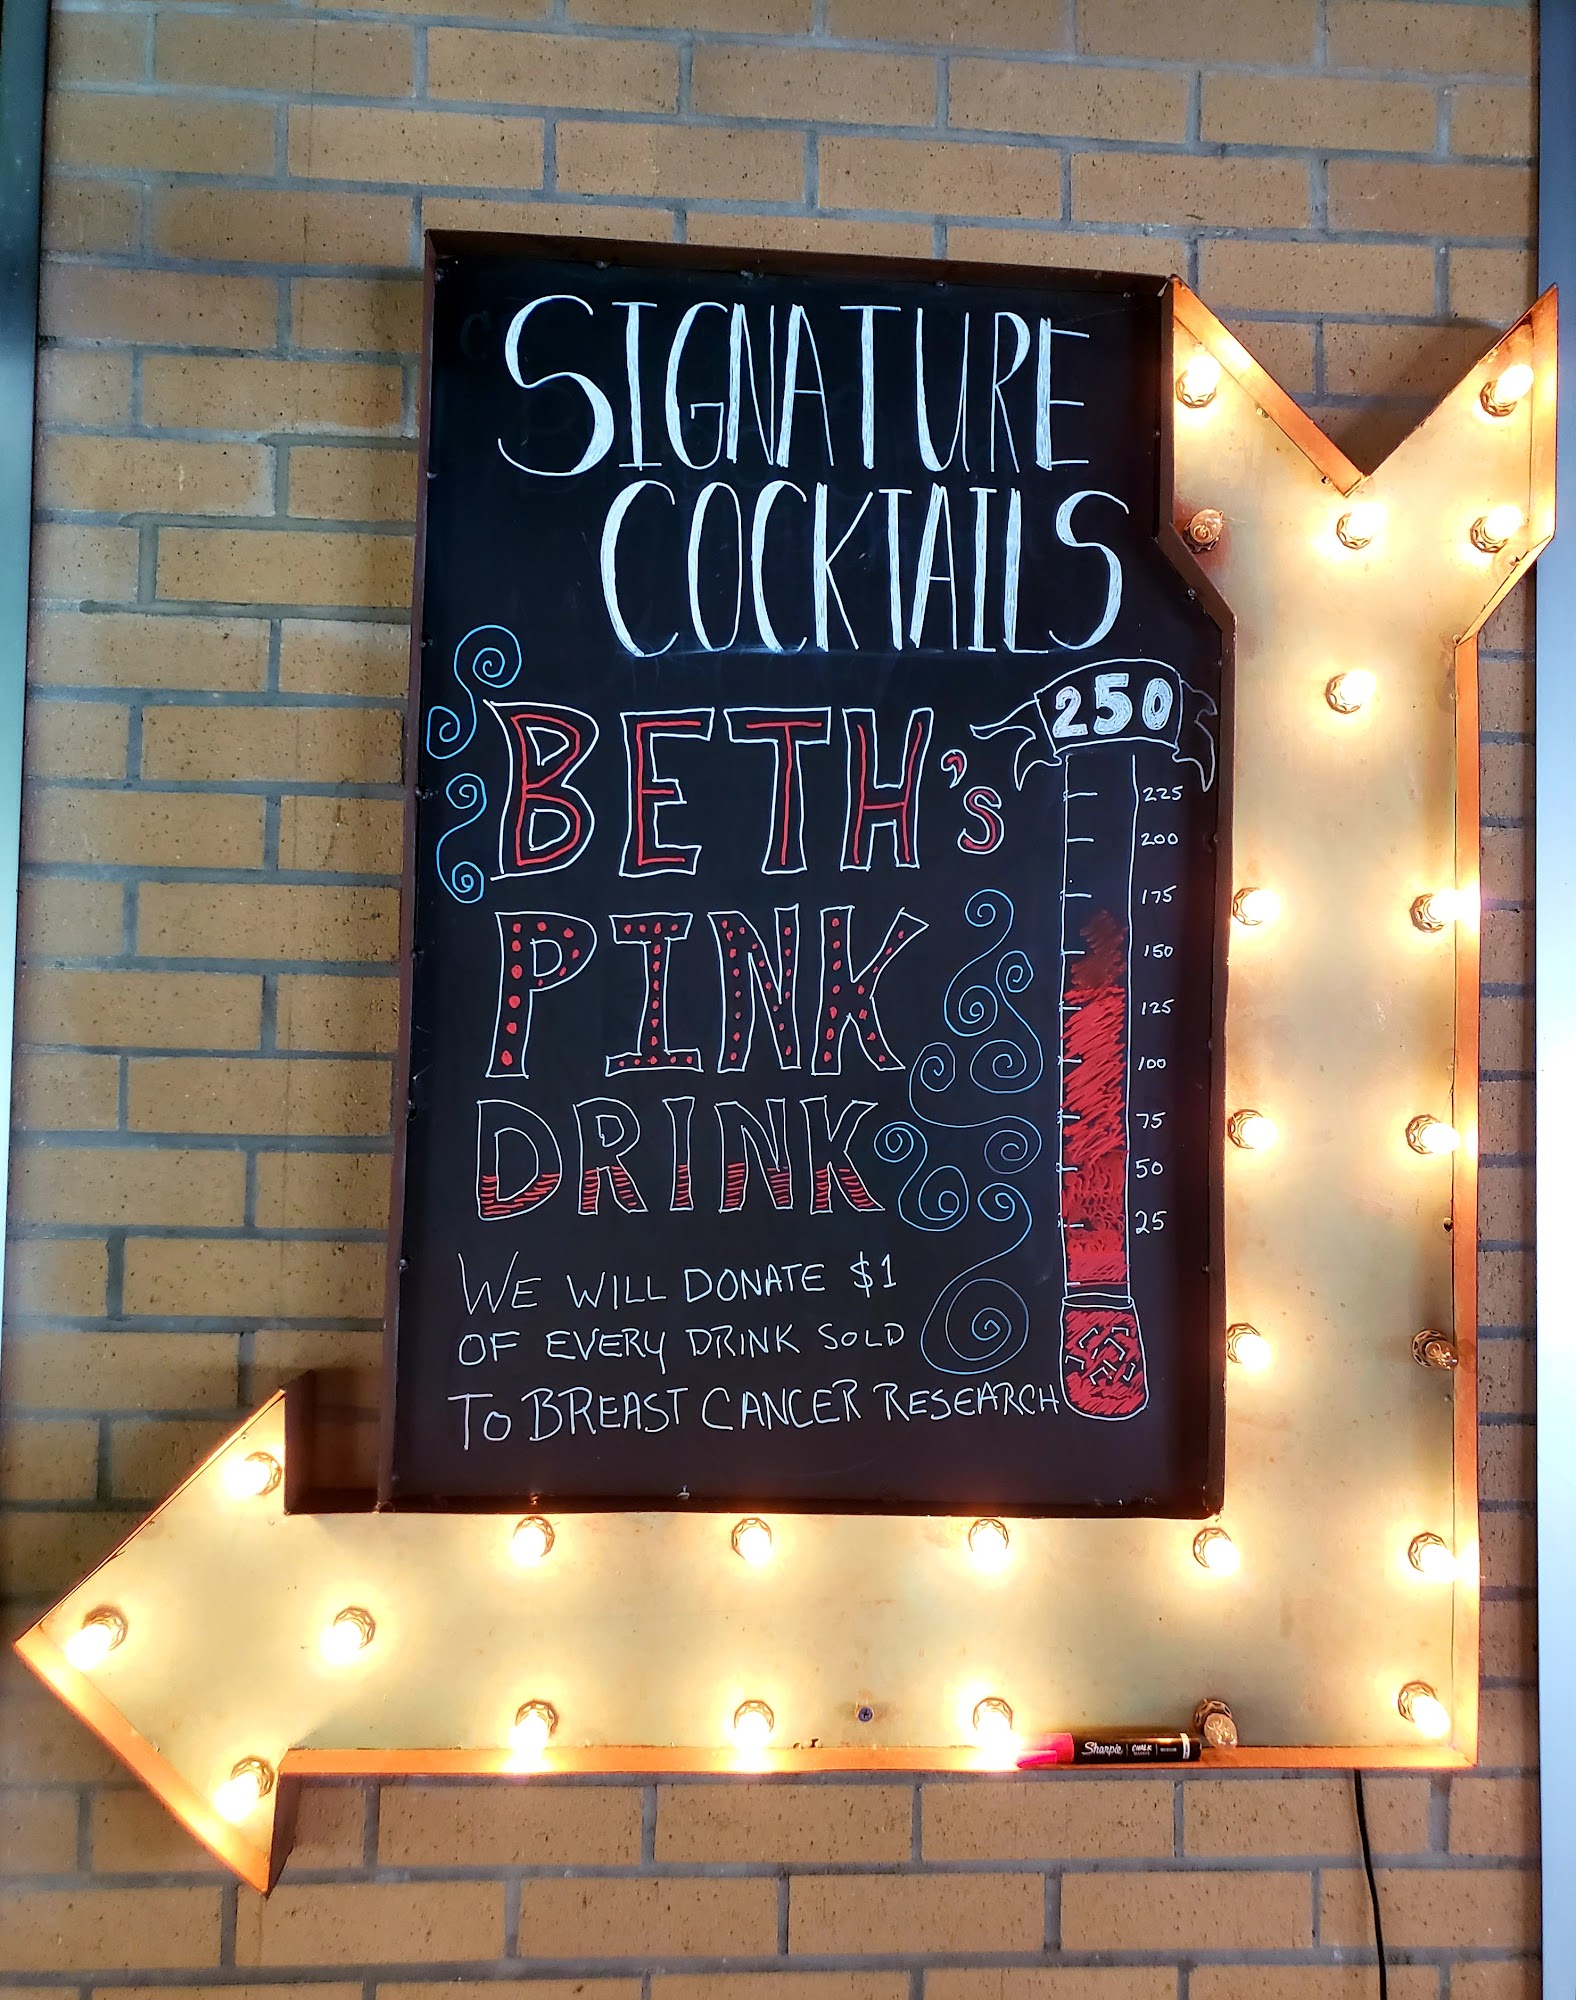 SIGNATURE
COCKTAILS
BETH's
PINK
DRINK
WE WILL DONATE $1
OF EVERY DRINK SOLD
TO BREAST CANCER RESEARCH
250
225
200
175
150
125
100
75
50
25
Sharpie CHALK